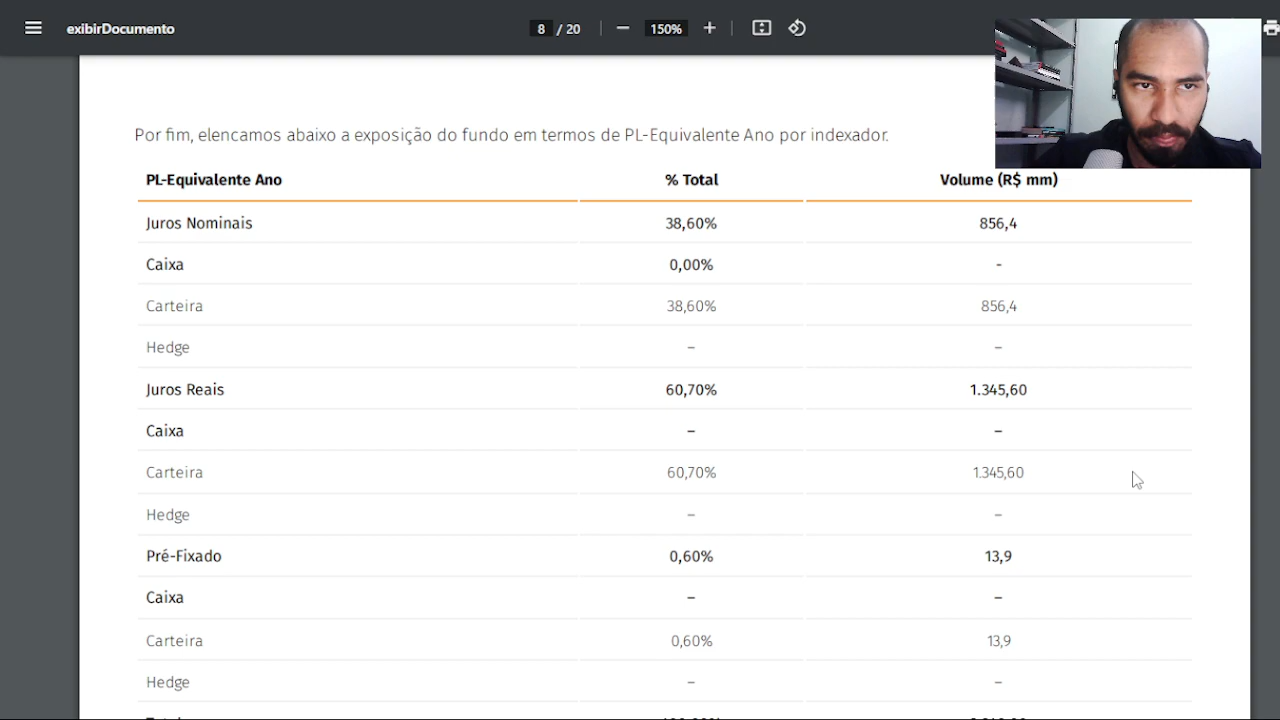 exibirDocumento 8 / 20 150%
Por fim, elencamos abaixo a exposição do fundo em termos de PL-Equivalente Ano por indexador.
PL-Equivalente Ano % Total Volume (R$ mm)
Juros Nominais 38,60% 856,4
Caixa 0,00% -
Carteira 38,60% 856,4
Hedge – –
Juros Reais 60,70% 1.345,60
Caixa – –
Carteira 60,70% 1.345,60
Hedge – –
Pré-Fixado 0,60% 13,9
Caixa – –
Carteira 0,60% 13,9
Hedge – –